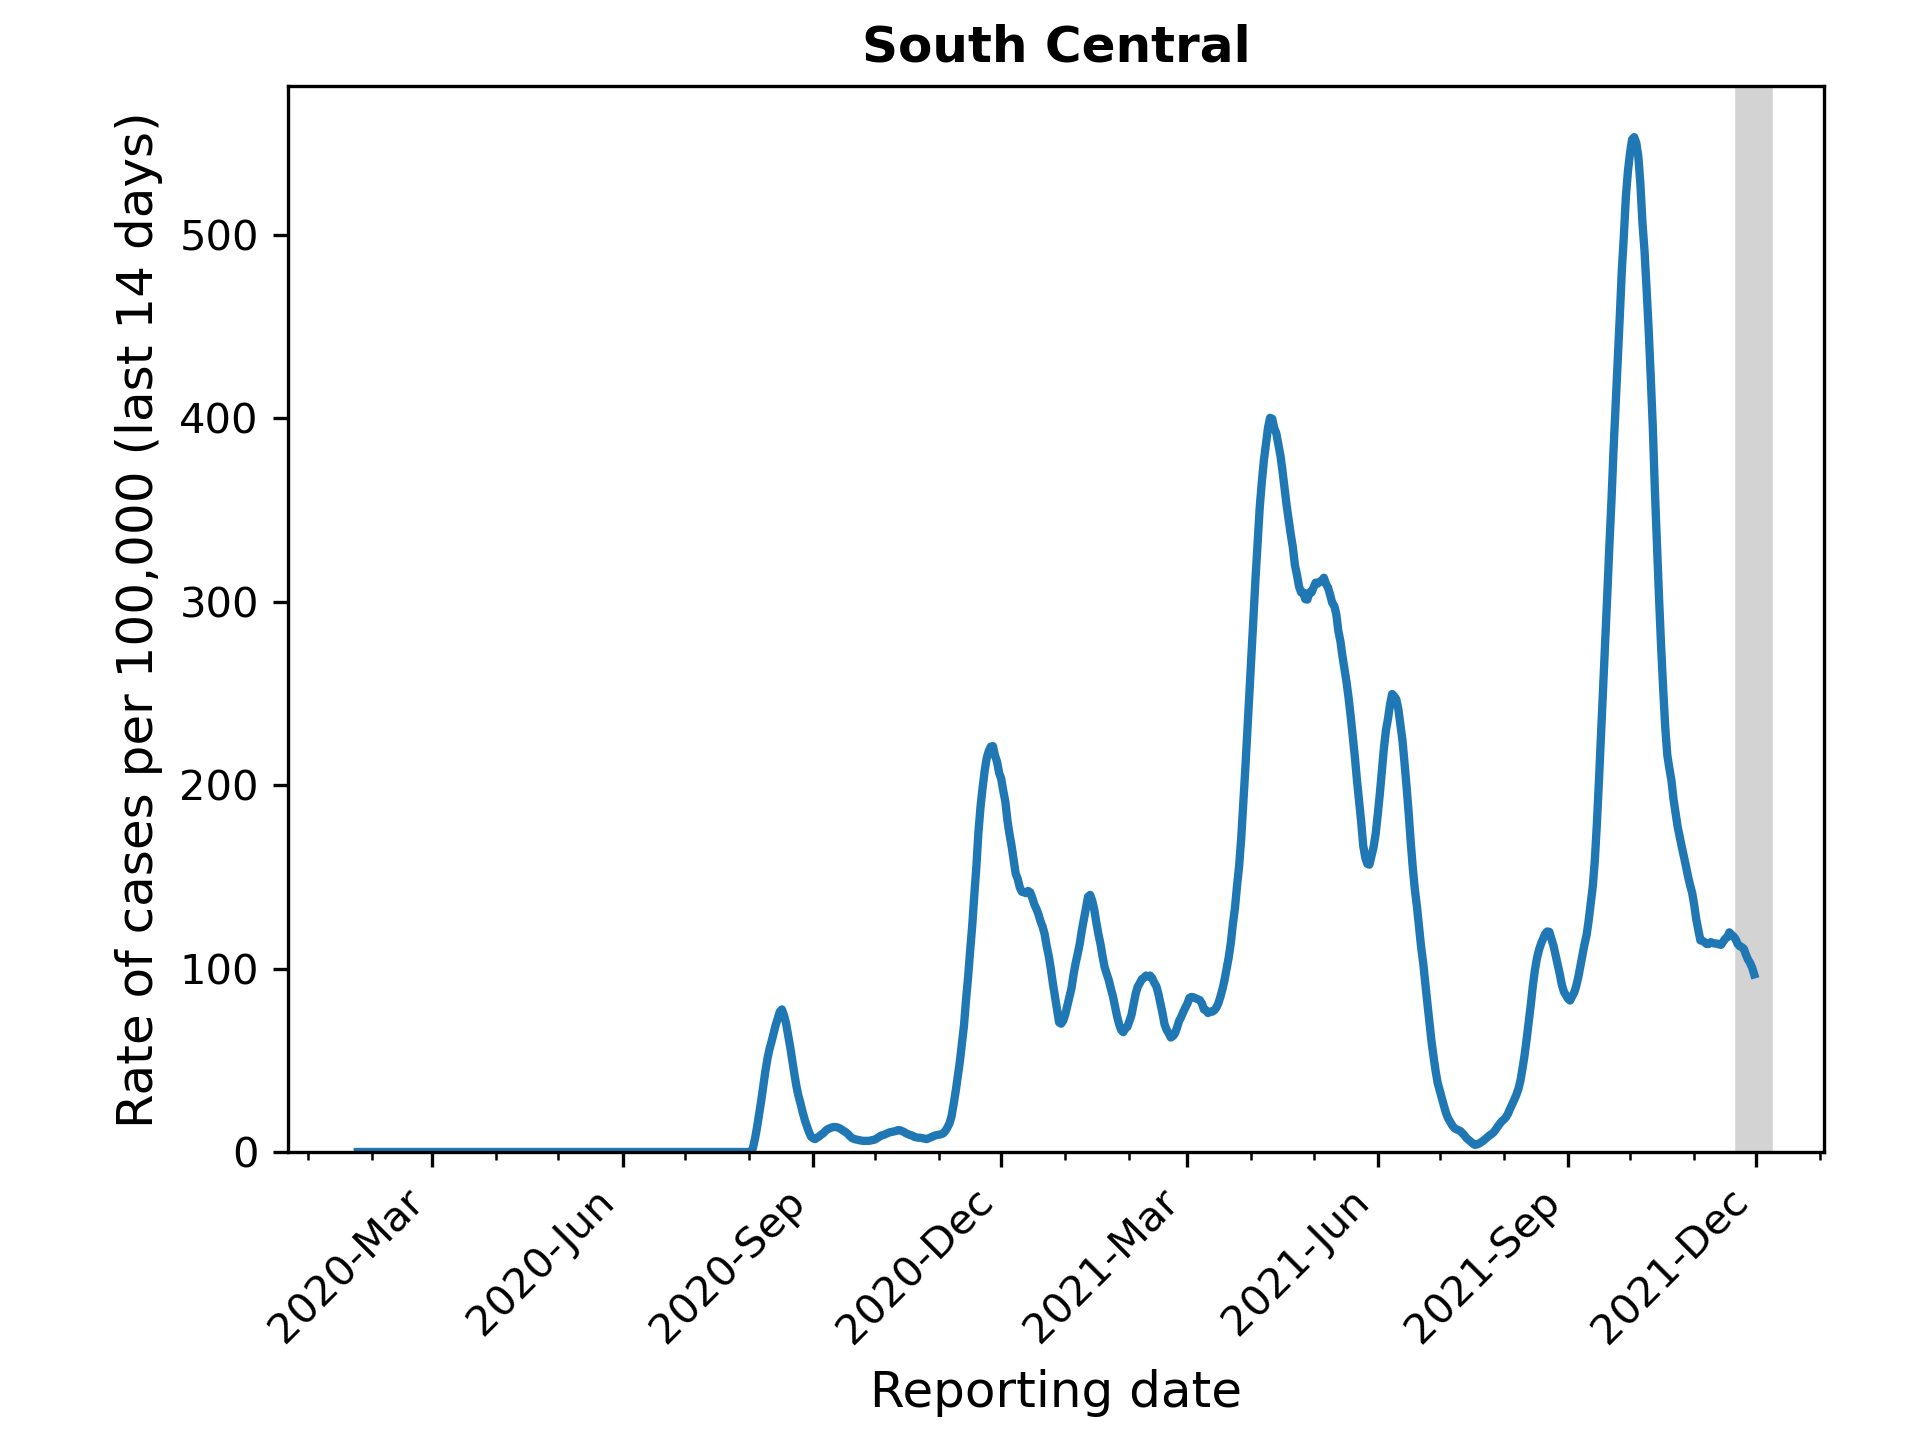 South Central
Rate of cases per 100,000 (last 14 days)
500
400
300
200
100
0
2020-Mar
2020-Jun
2020-Sep
2020-Dec
2021-Mar
2021-Jun
2021-Sep
2021-Dec
Reporting date